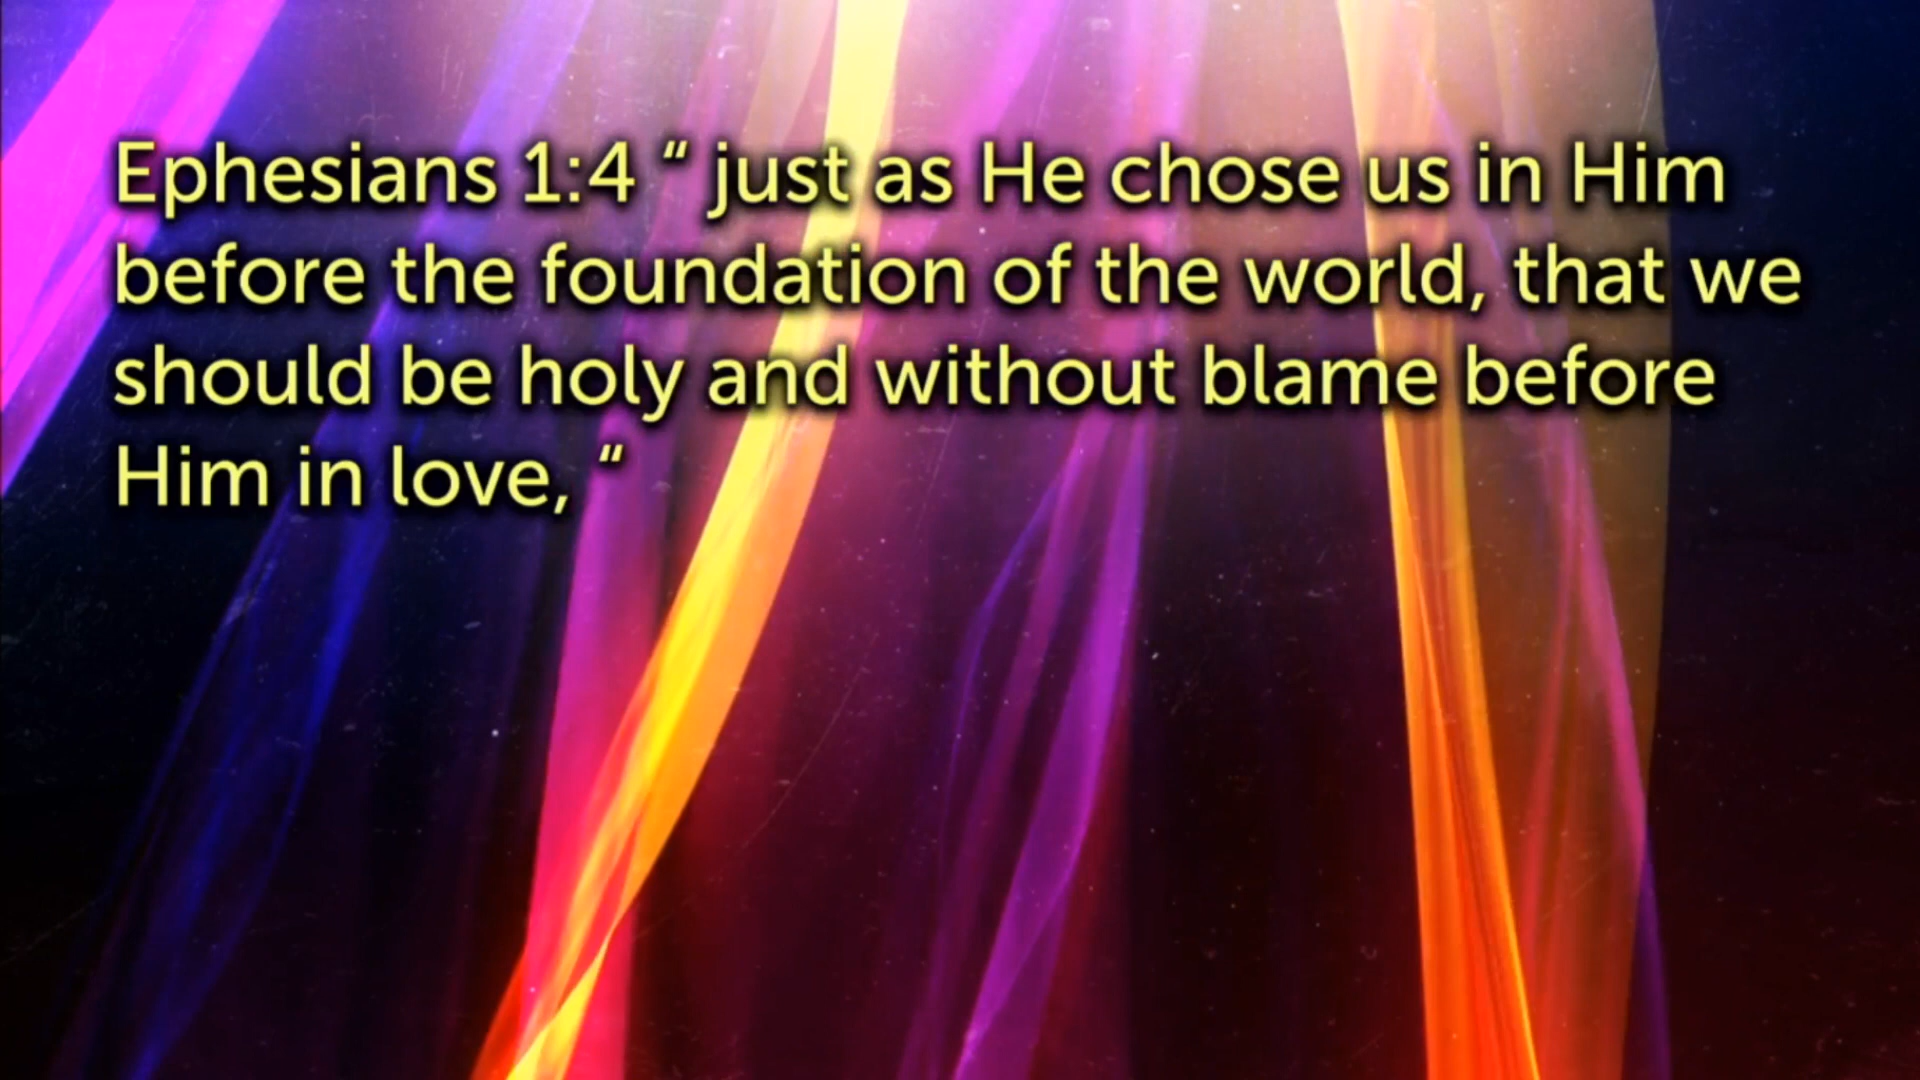 Ephesians 1:4 “ just as He chose us in Him
before the foundation of the world, that we
should be holy and without blame before
Him in love, “